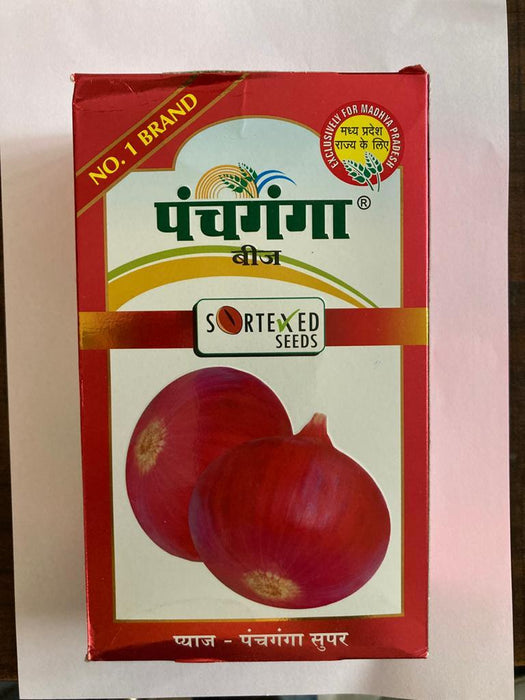 NO. 1 BRAND
EXCLUSIVELY FOR MADHYA PRADESH
मध्य प्रदेश
राज्य के लिए
पंचगंगा ®
बीज
SORTEXED
SEEDS
प्याज - पंचगंगा सुपर